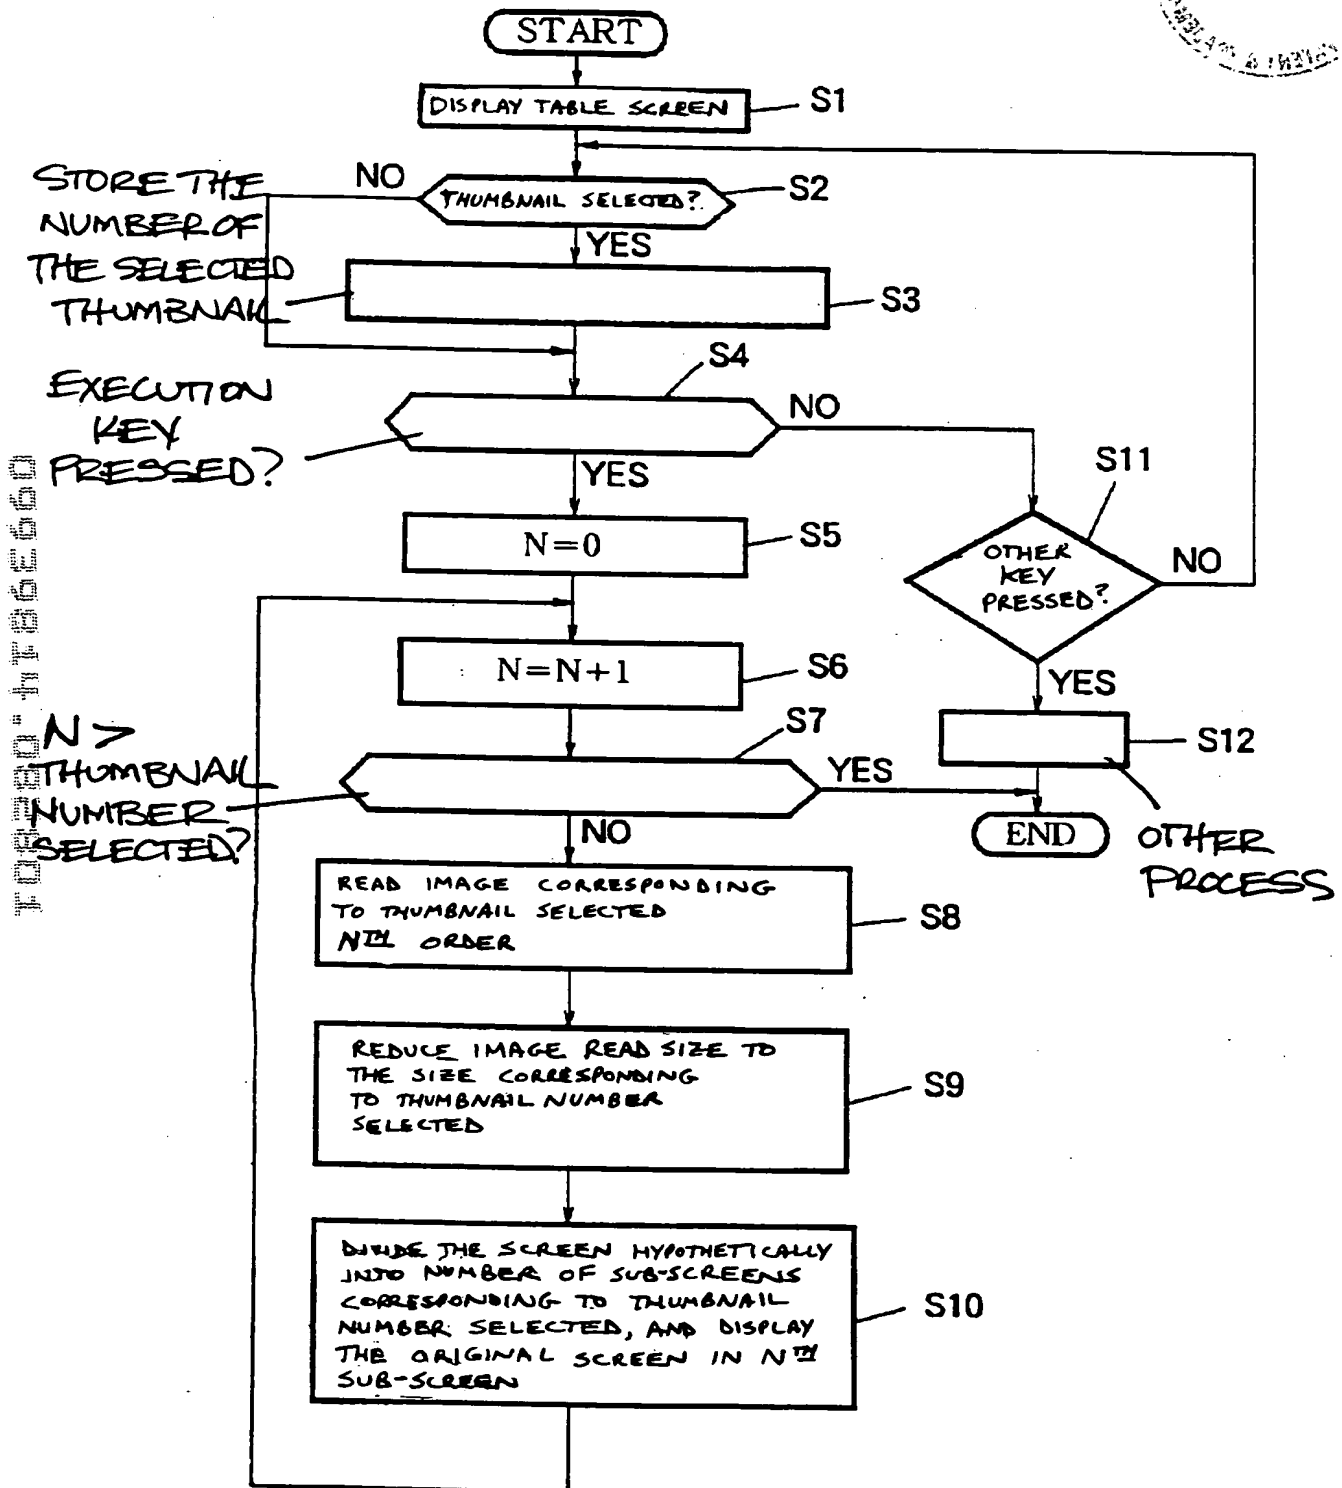 START
DISPLAY TABLE SCREEN
S1
STORE THE
NUMBER OF
THE SELECTED
THUMBNAIL
NO
THUMBNAIL SELECTED?
S2
YES
S3
S4
EXECUTION
KEY
PRESSED?
NO
YES
S11
N=0
S5
OTHER
KEY
PRESSED?
NO
N=N+1
S6
YES
N >
THUMBNAIL
NUMBER
SELECTED?
S7
YES
S12
NO
END
OTHER
PROCESS
READ IMAGE CORRESPONDING
TO THUMBNAIL SELECTED
NTH ORDER
S8
REDUCE IMAGE READ SIZE TO
THE SIZE CORRESPONDING
TO THUMBNAIL NUMBER
SELECTED
S9
DIVIDE THE SCREEN HYPOTHETICALLY
INTO NUMBER OF SUB-SCREENS
CORRESPONDING TO THUMBNAIL
NUMBER SELECTED, AND DISPLAY
THE ORIGINAL SCREEN IN NTH
SUB-SCREEN
S10